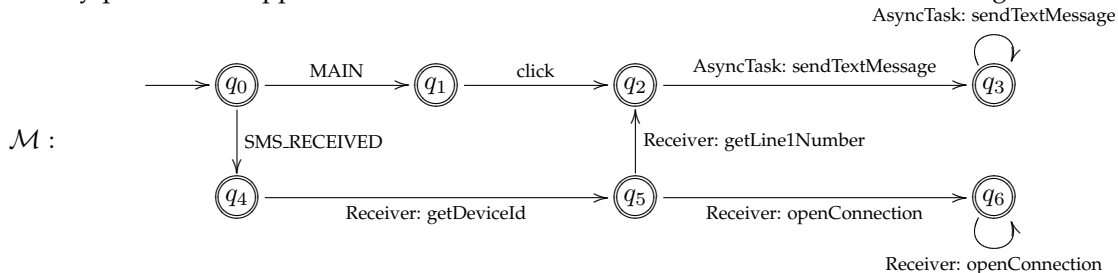 AsyncTask: sendTextMessage
q0 MAIN q1 click q2 AsyncTask: sendTextMessage q3
M :
SMS_RECEIVED Receiver: getLine1Number
q4 Receiver: getDeviceId q5 Receiver: openConnection q6
Receiver: openConnection